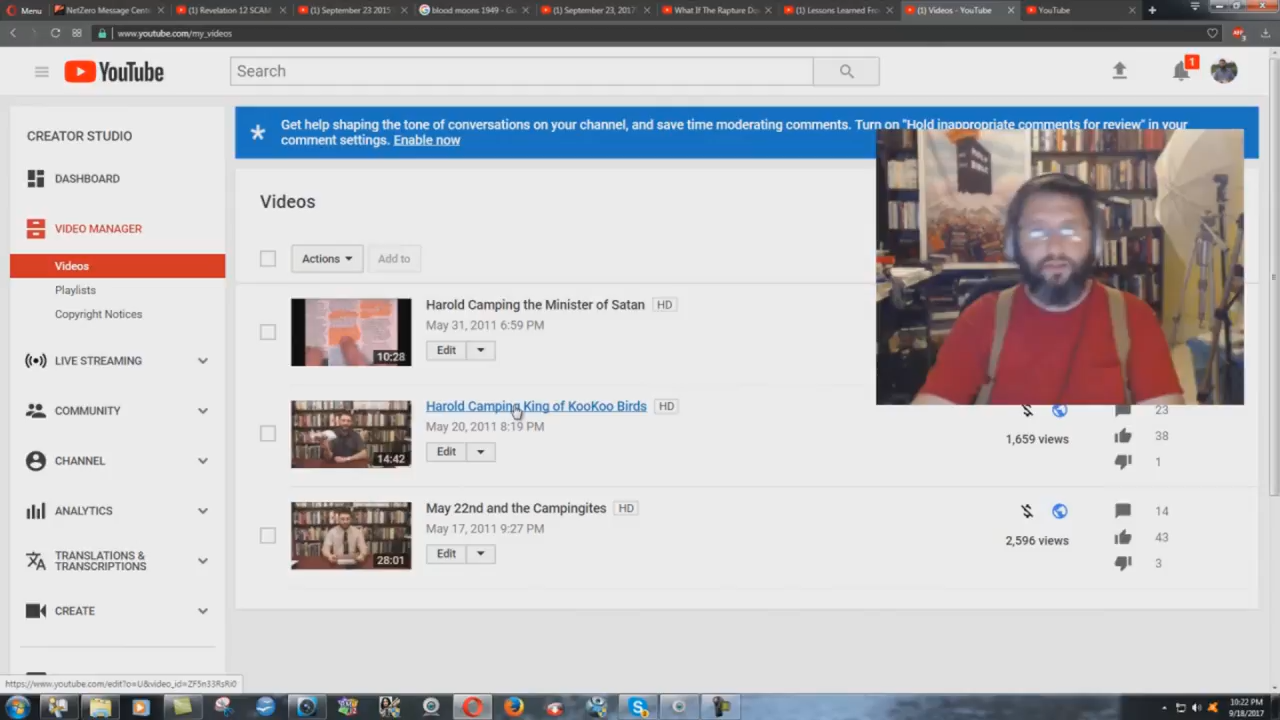 Menu
NetZero Message Cent
(1) Revelation 12 SCAM
(1) September 23 2015
blood moons 1949 - G
(1) September 23, 2017
What If The Rapture Do
(1) Lessons Learned Fro
(1) Videos - YouTube
YouTube
www.youtube.com/my_videos
YouTube
Search
1
CREATOR STUDIO
DASHBOARD
VIDEO MANAGER
Videos
Playlists
Copyright Notices
LIVE STREAMING
COMMUNITY
CHANNEL
ANALYTICS
TRANSLATIONS &
TRANSCRIPTIONS
CREATE
Get help shaping the tone of conversations on your channel, and save time moderating comments. Turn on "Hold inappropriate comments for review" in your
comment settings. Enable now
Videos
Actions
Add to
Harold Camping the Minister of Satan HD
May 31, 2011 6:59 PM
Edit
10:28
Harold Camping King of KooKoo Birds HD
May 20, 2011 8:19 PM
Edit
14:42
23
1,659 views
38
1
May 22nd and the Campingites HD
May 17, 2011 9:27 PM
Edit
28:01
14
2,596 views
43
3
https://www.youtube.com/edit?o=U&video_id=ZF5n33RsRi0
10:22 PM
9/18/2017